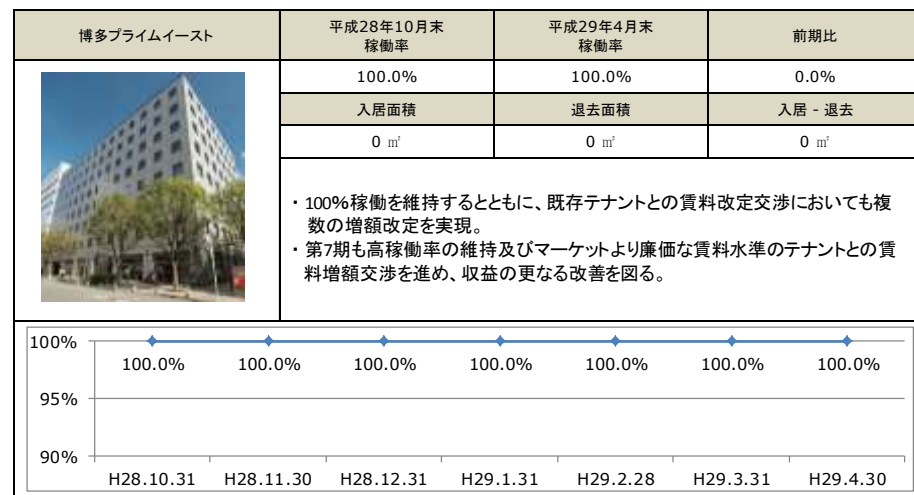 博多プライムイースト
平成28年10月末
稼働率
平成29年4月末
稼働率
前期比
100.0%
100.0%
0.0%
入居面積
退去面積
入居 - 退去
0 ㎡
0 ㎡
0 ㎡
・100%稼働を維持するとともに、既存テナントとの賃料改定交渉においても複
数の増額改定を実現。
・第7期も高稼働率の維持及びマーケットより廉価な賃料水準のテナントとの賃
料増額交渉を進め、収益の更なる改善を図る。
100%
100.0% 100.0% 100.0% 100.0% 100.0% 100.0% 100.0%
95%
90%
H28.10.31 H28.11.30 H28.12.31 H29.1.31 H29.2.28 H29.3.31 H29.4.30